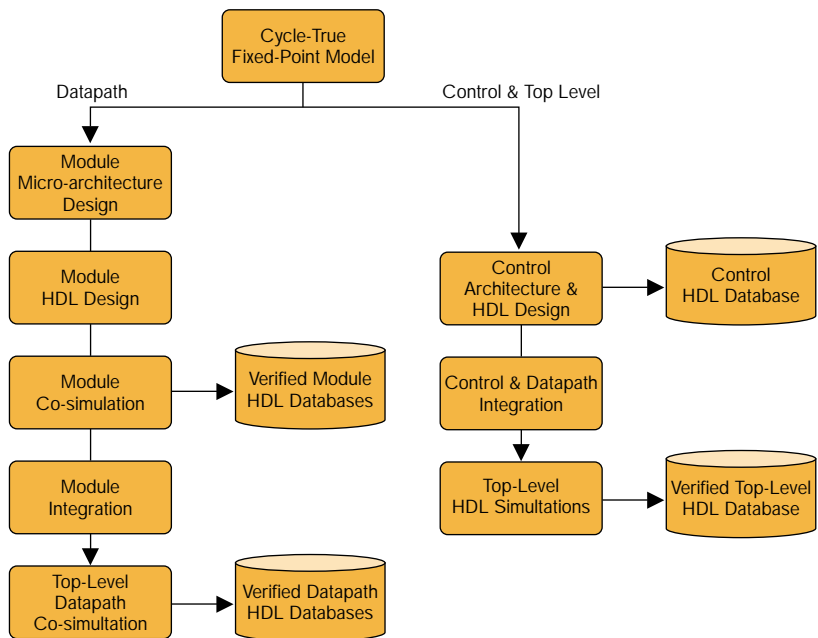 Cycle-True
Fixed-Point Model
Datapath
Control & Top Level
Module
Micro-architecture
Design
Module
HDL Design
Module
Co-simulation
Verified Module
HDL Databases
Module
Integration
Top-Level
Datapath
Co-simultation
Verified Datapath
HDL Databases
Control
Architecture &
HDL Design
Control
HDL Database
Control & Datapath
Integration
Top-Level
HDL Simultations
Verified Top-Level
HDL Database